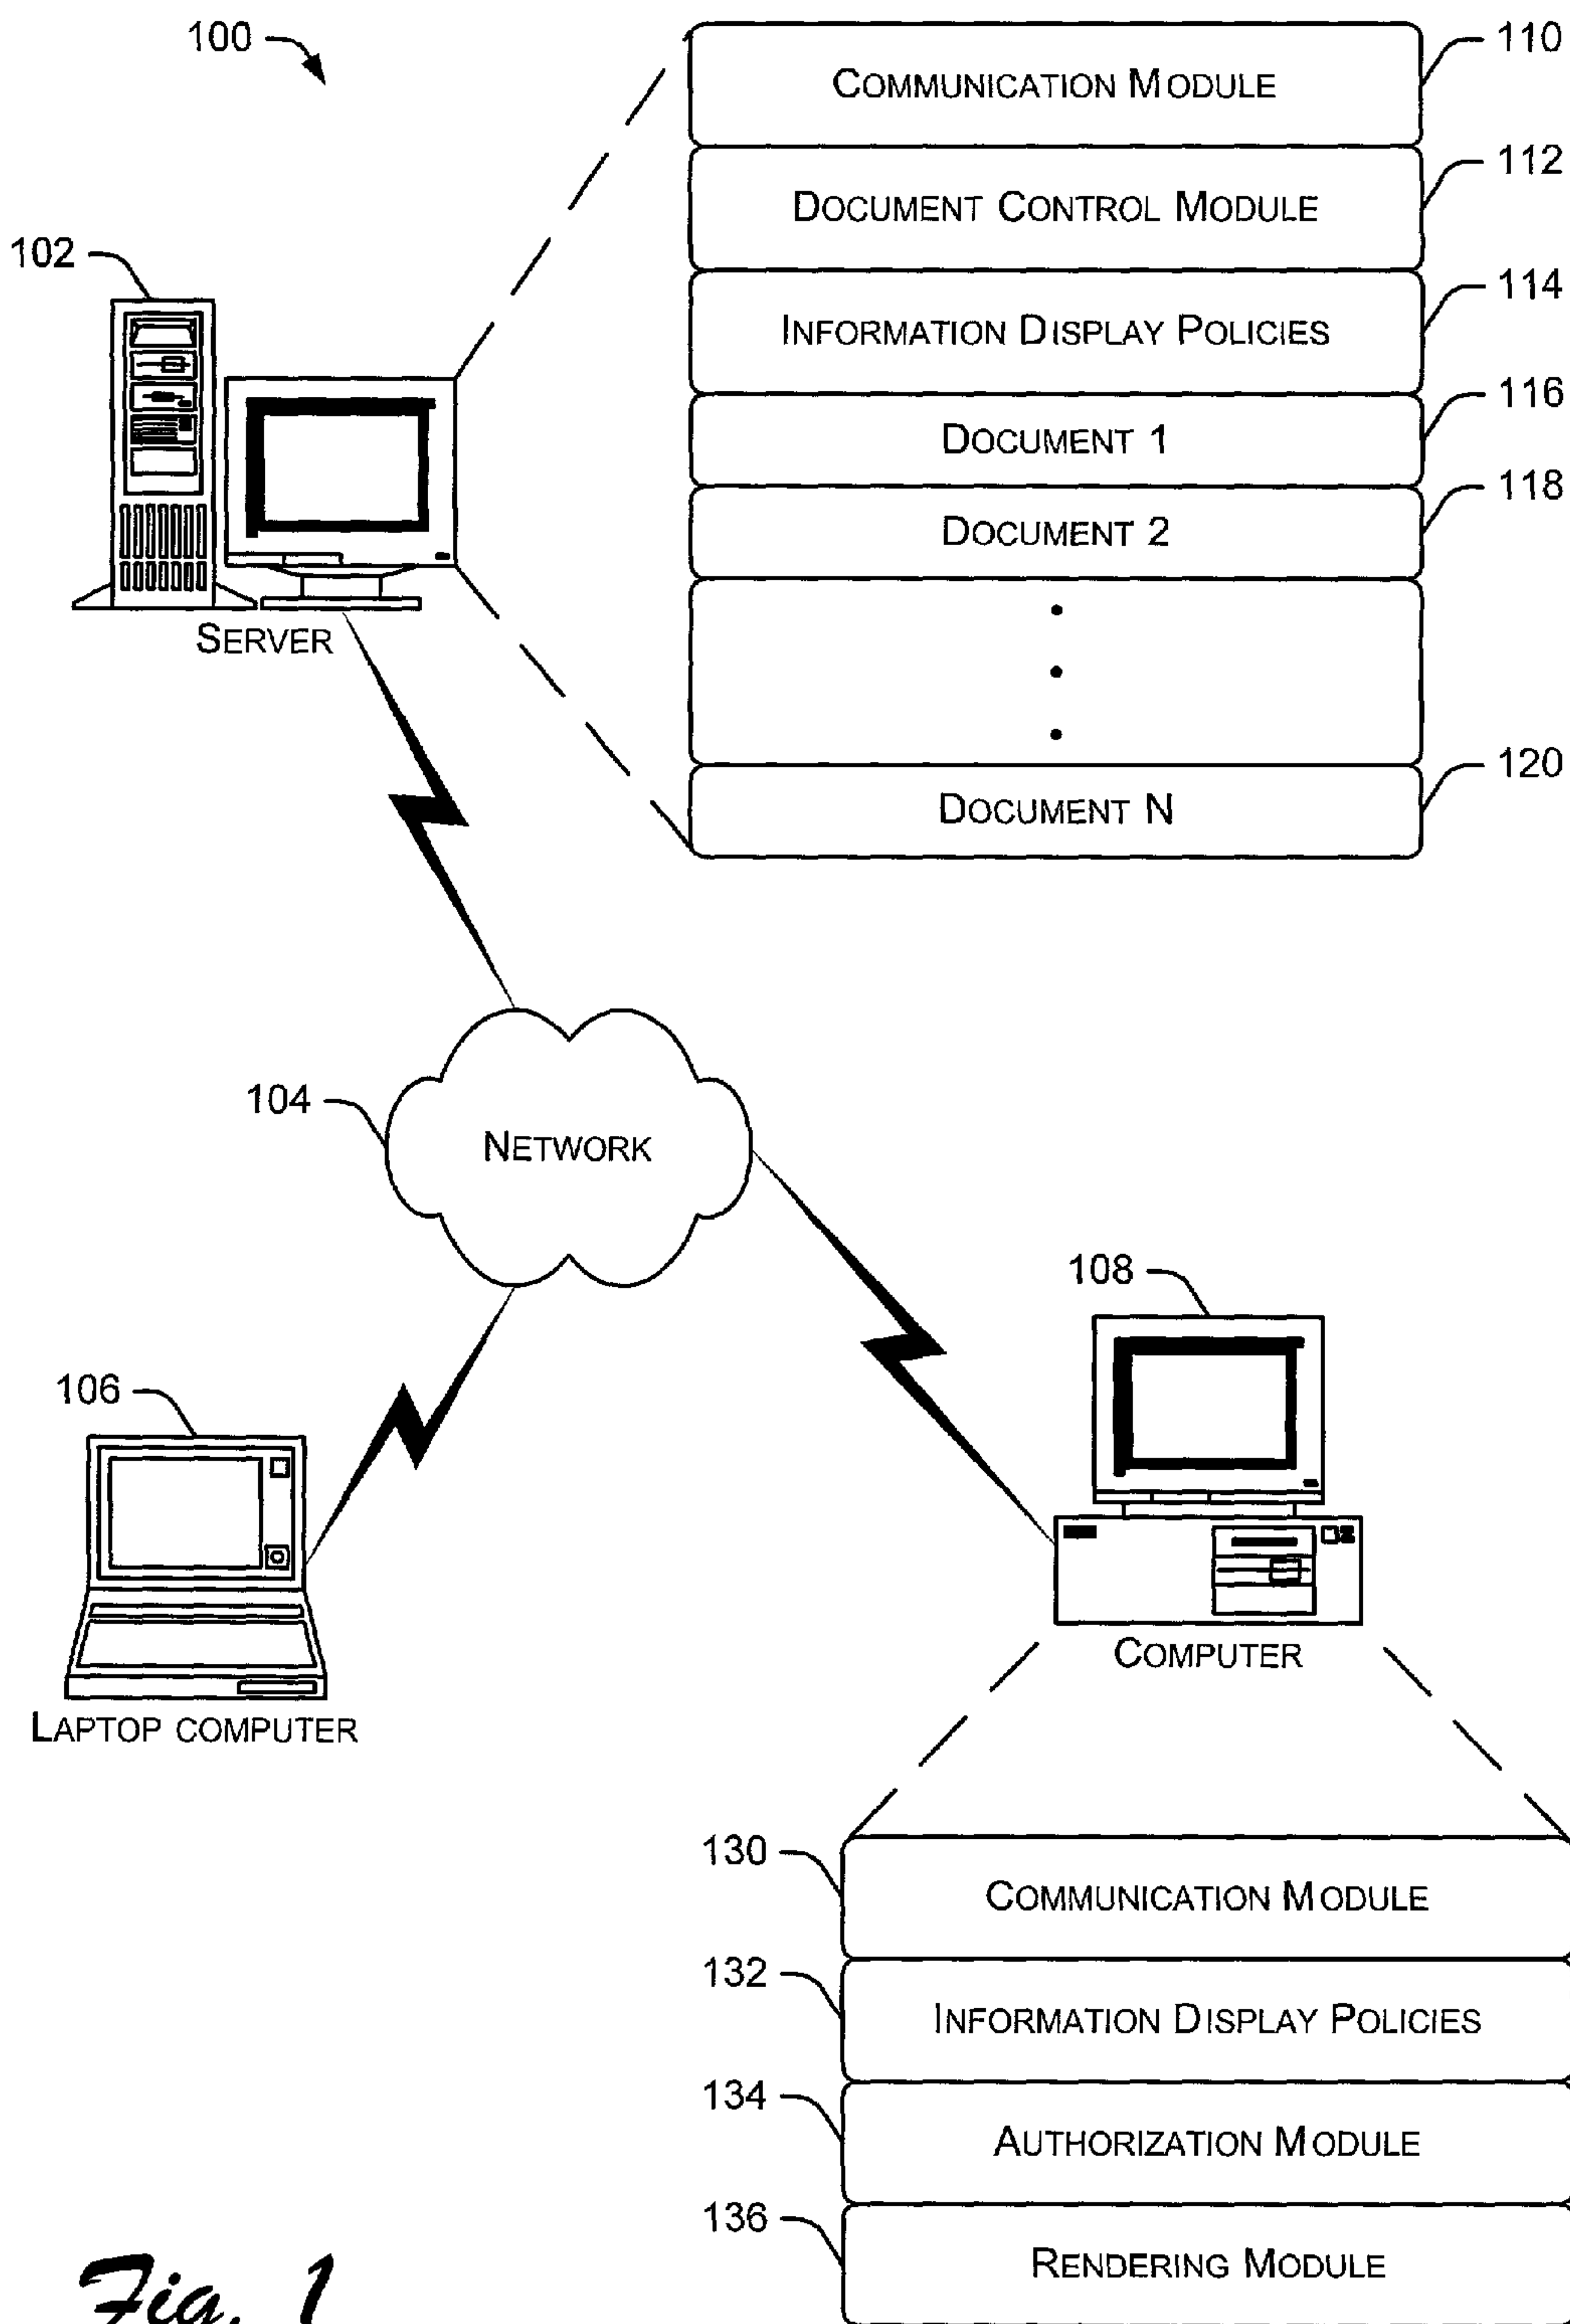 100
110
COMMUNICATION MODULE
112
DOCUMENT CONTROL MODULE
102
114
INFORMATION DISPLAY POLICIES
116
DOCUMENT 1
118
DOCUMENT 2
SERVER
120
DOCUMENT N
104
NETWORK
108
106
COMPUTER
LAPTOP COMPUTER
130
COMMUNICATION MODULE
132
INFORMATION DISPLAY POLICIES
134
AUTHORIZATION MODULE
136
RENDERING MODULE
Fig. 1